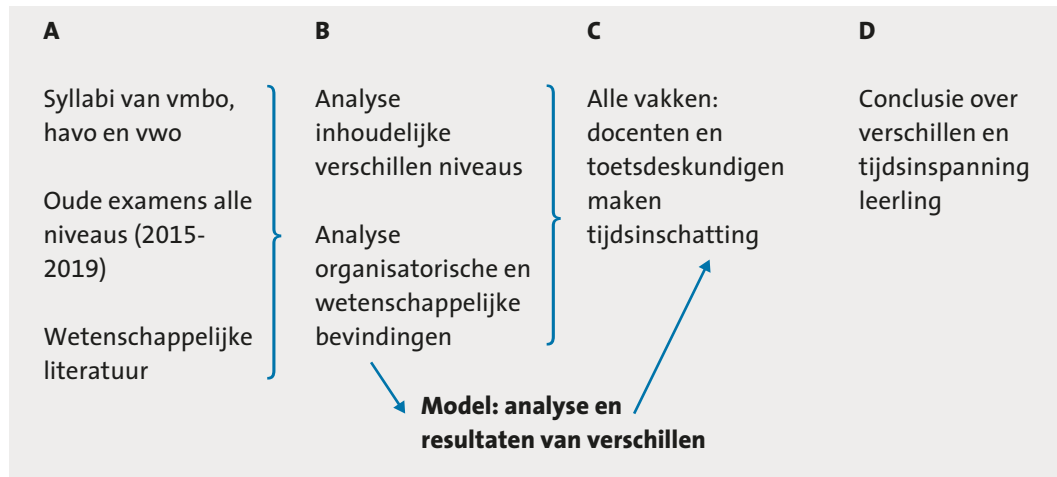 A
Syllabi van vmbo,
havo en vwo
Oude examens alle
niveaus (2015-
2019)
Wetenschappelijke
literatuur
B
Analyse
inhoudelijke
verschillen niveaus
Analyse
organisatorische en
wetenschappelijke
bevindingen
C
Alle vakken:
docenten en
toetsdeskundigen
maken
tijdsinschatting
D
Conclusie over
verschillen en
tijdsinspanning
leerling
Model: analyse en
resultaten van verschillen